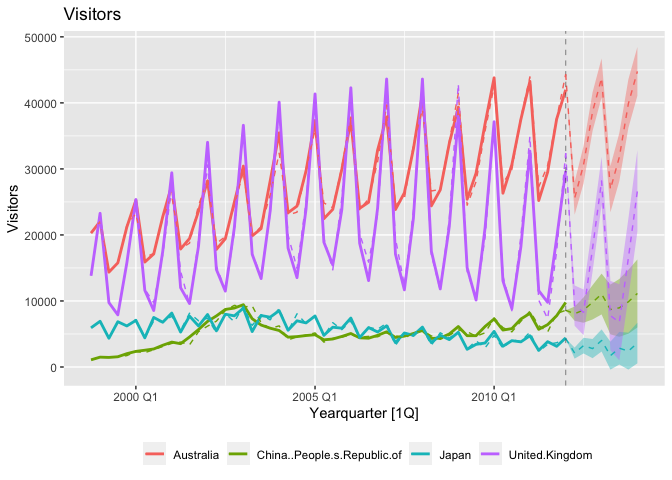 Visitors
50000
40000
30000
20000
10000
0
Visitors
2000 Q1 2005 Q1 2010 Q1
Yearquarter [1Q]
Australia China..People.s.Republic.of Japan United.Kingdom